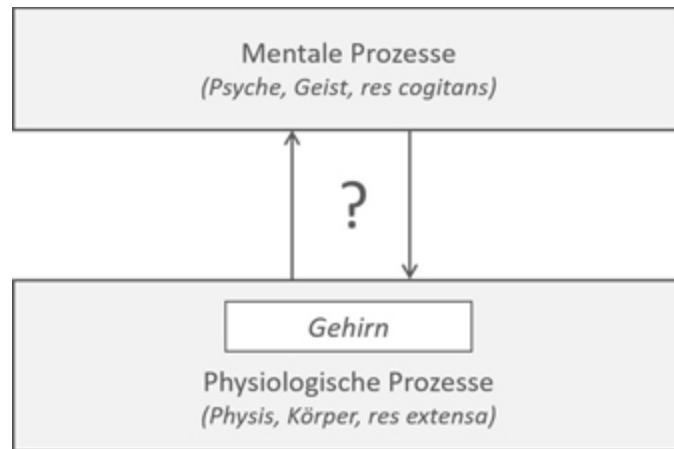 Mentale Prozesse
(Psyche, Geist, res cogitans)
?
Gehirn
Physiologische Prozesse
(Physis, Körper, res extensa)